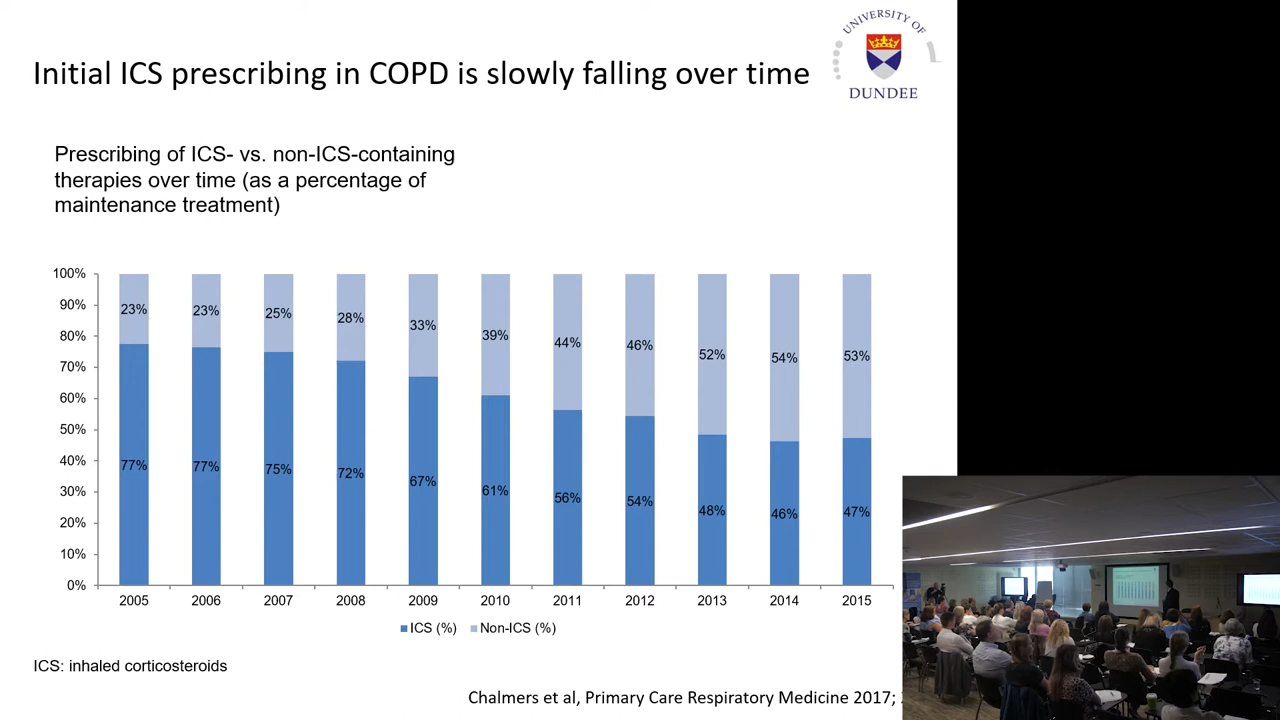 UNIVERSITY OF
DUNDEE
Initial ICS prescribing in COPD is slowly falling over time
Prescribing of ICS- vs. non-ICS-containing
therapies over time (as a percentage of
maintenance treatment)
100%
90%
80%
70%
60%
50%
40%
30%
20%
10%
0%
23% 23% 25% 28% 33% 39% 44% 46% 52% 54% 53%
77% 77% 75% 72% 67% 61% 56% 54% 48% 46% 47%
2005 2006 2007 2008 2009 2010 2011 2012 2013 2014 2015
ICS (%) Non-ICS (%)
ICS: inhaled corticosteroids
Chalmers et al, Primary Care Respiratory Medicine 2017;